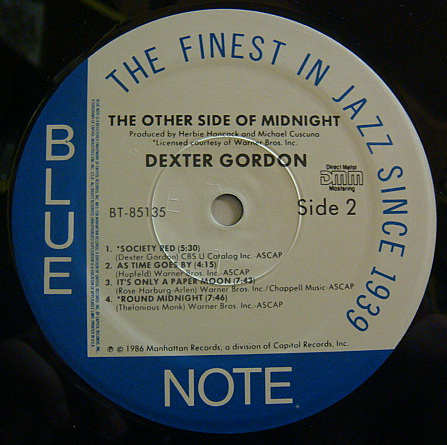 THE FINEST IN JAZZ SINCE 1939
BLUE
NOTE
THE OTHER SIDE OF MIDNIGHT
Produced by Herbie Hancock and Michael Cuscuna
*Licensed courtesy of Warner Bros. Inc.
DEXTER GORDON
Direct Metal
DMM
Mastering
BT-85135
Side 2
1. *SOCIETY RED (5:30)
(Dexter Gordon) CBS U Catalog Inc.-ASCAP
2. AS TIME GOES BY (4:15)
(Hupfeld) Warner Bros. Inc.-ASCAP
3. IT'S ONLY A PAPER MOON (7:43)
(Rose-Harburg-Arlen) Warner Bros. Inc./Chappell Music-ASCAP
4. *ROUND MIDNIGHT (7:46)
(Thelonious Monk) Warner Bros. Inc.-ASCAP
℗ © 1986 Manhattan Records, a division of Capitol Records, Inc.